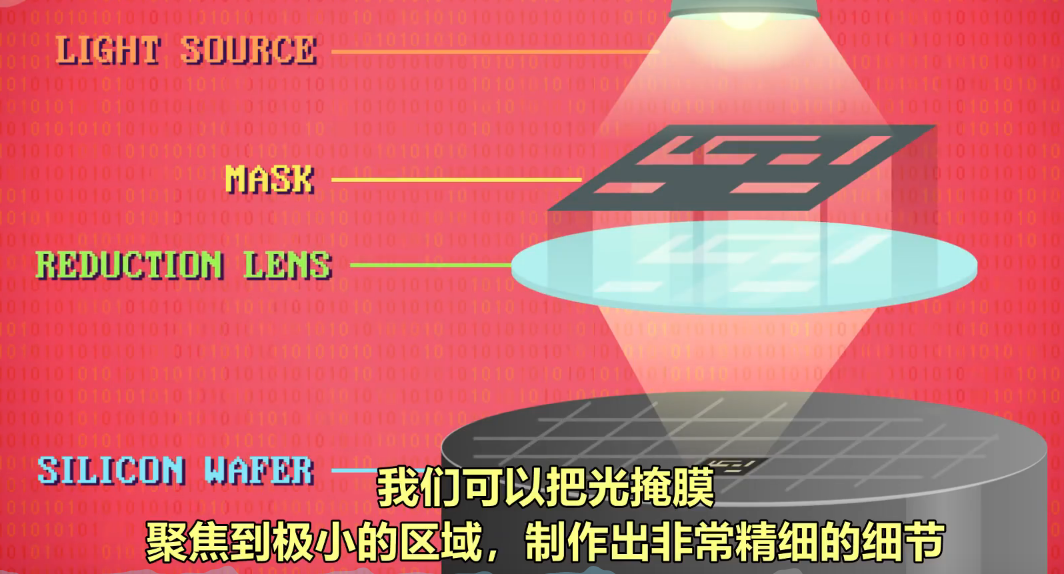 LIGHT SOURCE
MASK
REDUCTION LENS
SILICON WAFER
我们可以把光掩膜
聚焦到极小的区域，制作出非常精细的细节